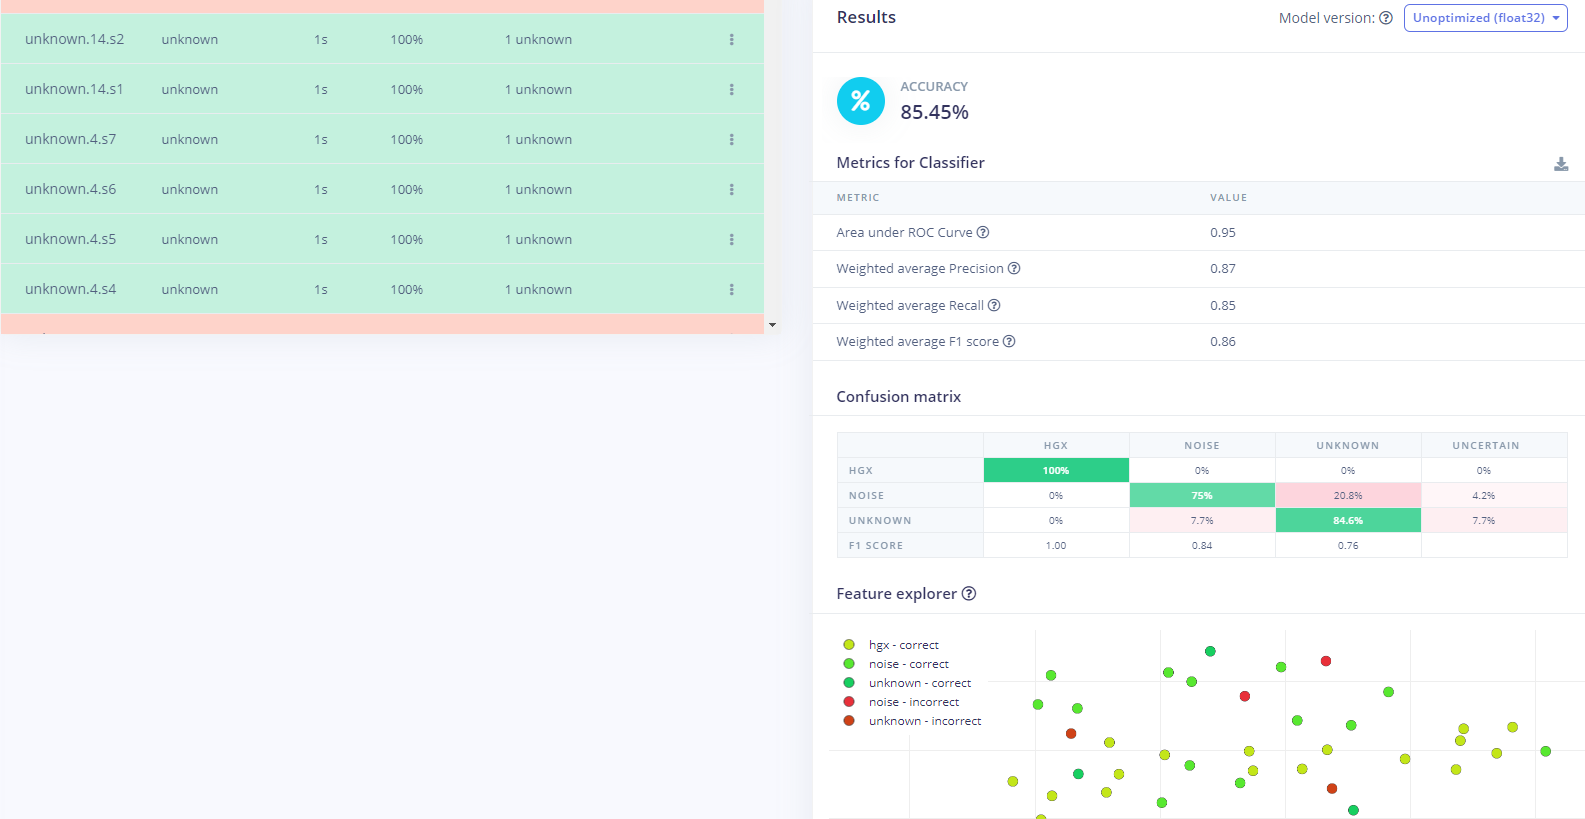 unknown.14.s2 unknown 1s 100% 1 unknown
unknown.14.s1 unknown 1s 100% 1 unknown
unknown.4.s7 unknown 1s 100% 1 unknown
unknown.4.s6 unknown 1s 100% 1 unknown
unknown.4.s5 unknown 1s 100% 1 unknown
unknown.4.s4 unknown 1s 100% 1 unknown
Results Model version: ? Unoptimized (float32)
%
ACCURACY
85.45%
Metrics for Classifier
METRIC VALUE
Area under ROC Curve ? 0.95
Weighted average Precision ? 0.87
Weighted average Recall ? 0.85
Weighted average F1 score ? 0.86
Confusion matrix
HGX NOISE UNKNOWN UNCERTAIN
HGX 100% 0% 0% 0%
NOISE 0% 75% 20.8% 4.2%
UNKNOWN 0% 7.7% 84.6% 7.7%
F1 SCORE 1.00 0.84 0.76
Feature explorer ?
hgx - correct
noise - correct
unknown - correct
noise - incorrect
unknown - incorrect